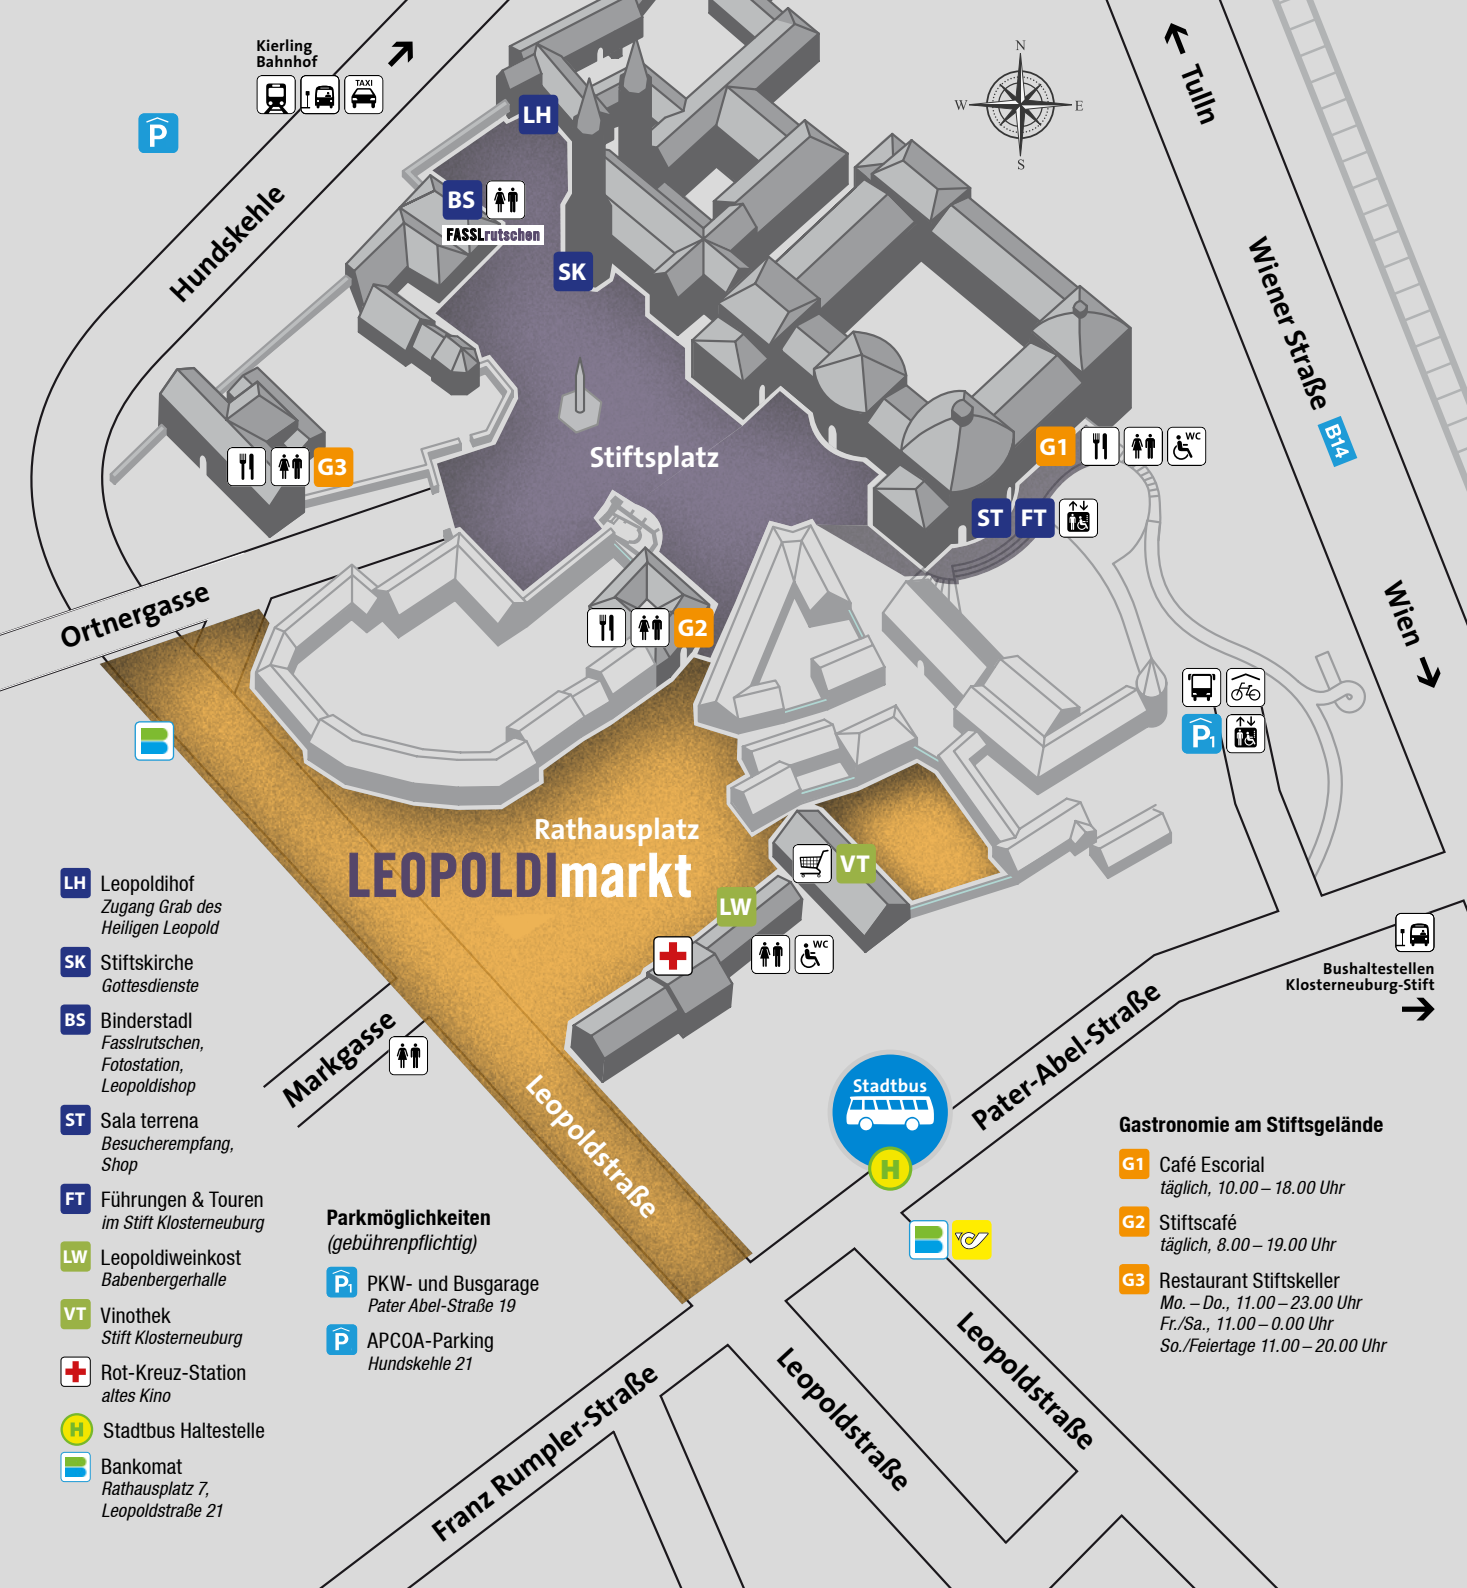 Kierling
Bahnhof
TAXI
P
Hundskehle
LH
BS
FASSLrutschen
SK
N
W
E
S
Tulln
Wiener Straße
B14
Wien
G3
Stiftsplatz
G1
WC
ST
FT
Ortnergasse
G2
P1
Rathausplatz
LEOPOLDImarkt
VT
LW
WC
Bushaltestellen
Klosterneuburg-Stift
Markgasse
Leopoldstraße
Pater-Abel-Straße
Stadtbus
H
Franz Rumpler-Straße
Leopoldstraße
Leopoldstraße
LH Leopoldihof
Zugang Grab des
Heiligen Leopold
SK Stiftskirche
Gottesdienste
BS Binderstadl
Fasslrutschen,
Fotostation,
Leopoldishop
ST Sala terrena
Besucherempfang,
Shop
FT Führungen & Touren
im Stift Klosterneuburg
LW Leopoldiweinkost
Babenbergerhalle
VT Vinothek
Stift Klosterneuburg
Rot-Kreuz-Station
altes Kino
H Stadtbus Haltestelle
Bankomat
Rathausplatz 7,
Leopoldstraße 21
Parkmöglichkeiten
(gebührenpflichtig)
P1 PKW- und Busgarage
Pater Abel-Straße 19
P APCOA-Parking
Hundskehle 21
Gastronomie am Stiftsgelände
G1 Café Escorial
täglich, 10.00 – 18.00 Uhr
G2 Stiftscafé
täglich, 8.00 – 19.00 Uhr
G3 Restaurant Stiftskeller
Mo. – Do., 11.00 – 23.00 Uhr
Fr./Sa., 11.00 – 0.00 Uhr
So./Feiertage 11.00 – 20.00 Uhr